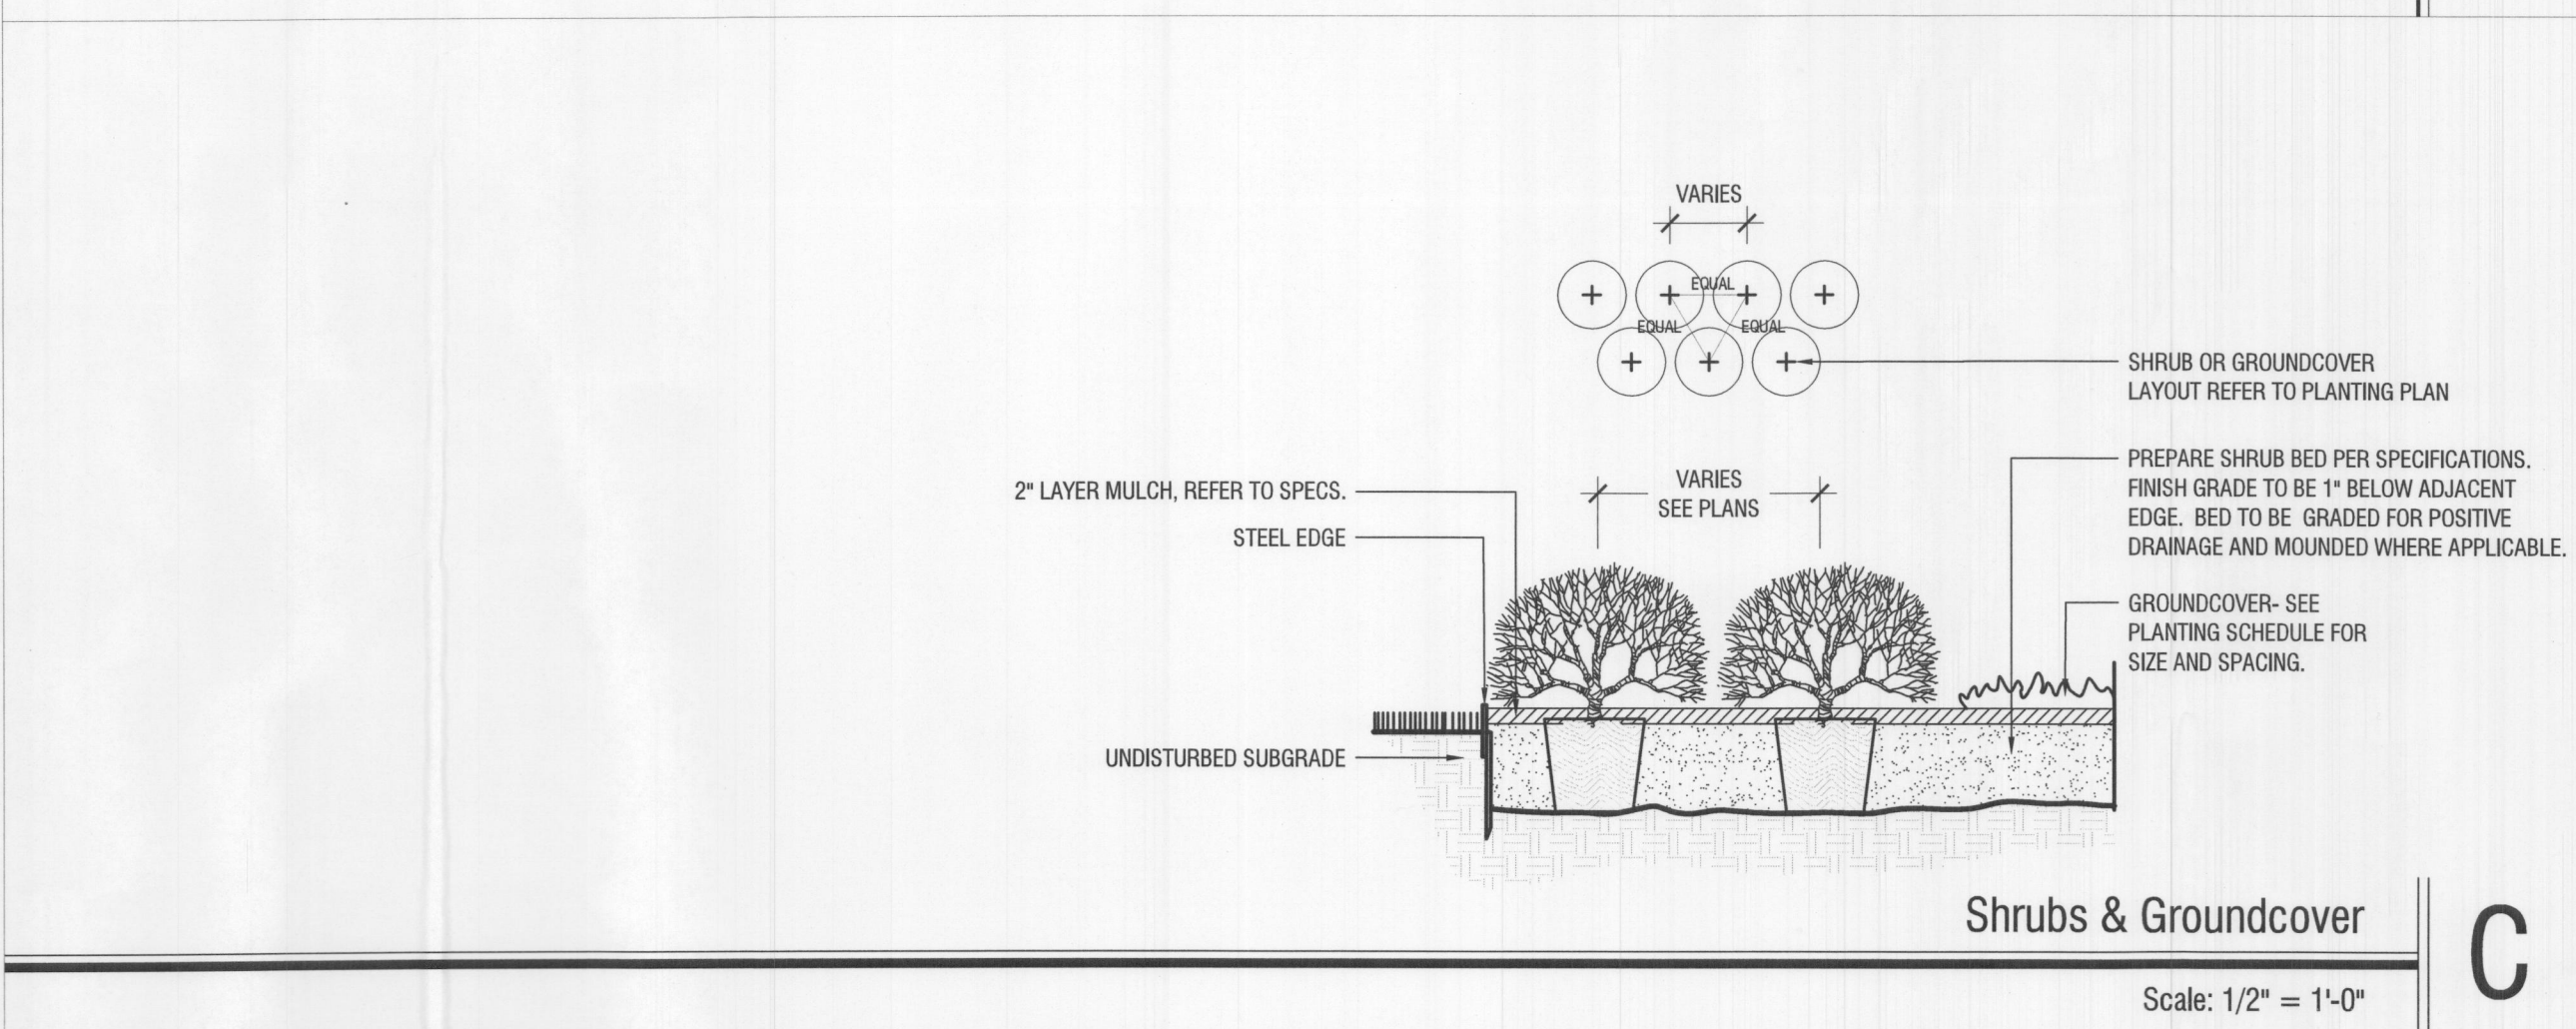 VARIES
EQUAL
EQUAL EQUAL
SHRUB OR GROUNDCOVER
LAYOUT REFER TO PLANTING PLAN
2" LAYER MULCH, REFER TO SPECS.
STEEL EDGE
VARIES
SEE PLANS
PREPARE SHRUB BED PER SPECIFICATIONS.
FINISH GRADE TO BE 1" BELOW ADJACENT
EDGE. BED TO BE GRADED FOR POSITIVE
DRAINAGE AND MOUNDED WHERE APPLICABLE.
GROUNDCOVER- SEE
PLANTING SCHEDULE FOR
SIZE AND SPACING.
UNDISTURBED SUBGRADE
Shrubs & Groundcover
C
Scale: 1/2" = 1'-0"